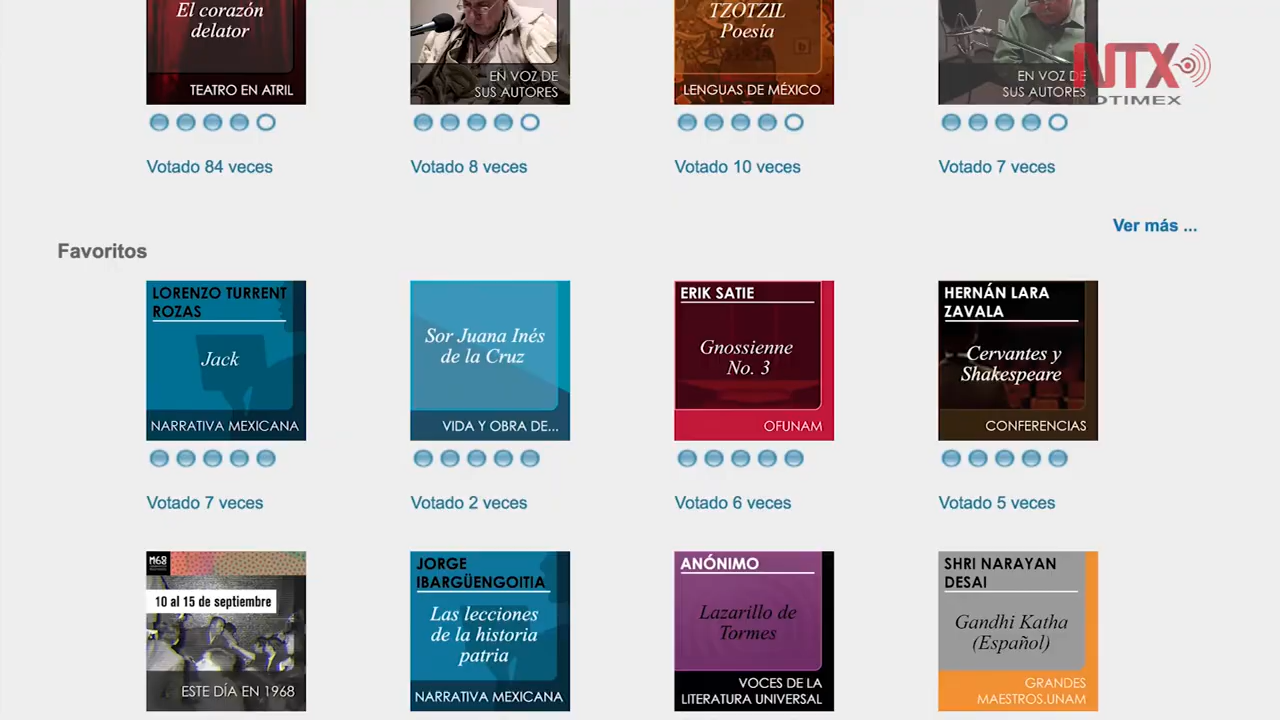 El corazón
delator
TEATRO EN ATRIL
EN VOZ DE
SUS AUTORES
TZOTZIL
Poesía
LENGUAS DE MÉXICO
EN VOZ DE
SUS AUTORES
NTX
NOTIMEX
Votado 84 veces
Votado 8 veces
Votado 10 veces
Votado 7 veces
Ver más ...
Favoritos
LORENZO TURRENT
ROZAS
Jack
NARRATIVA MEXICANA
Sor Juana Inés
de la Cruz
VIDA Y OBRA DE...
ERIK SATIE
Gnossienne
No. 3
OFUNAM
HERNÁN LARA
ZAVALA
Cervantes y
Shakespeare
CONFERENCIAS
Votado 7 veces
Votado 2 veces
Votado 6 veces
Votado 5 veces
M68
10 al 15 de septiembre
ESTE DÍA EN 1968
JORGE
IBARGÜENGOITIA
Las lecciones
de la historia
patria
NARRATIVA MEXICANA
ANÓNIMO
Lazarillo de
Tormes
VOCES DE LA
LITERATURA UNIVERSAL
SHRI NARAYAN
DESAI
Gandhi Katha
(Español)
GRANDES
MAESTROS.UNAM